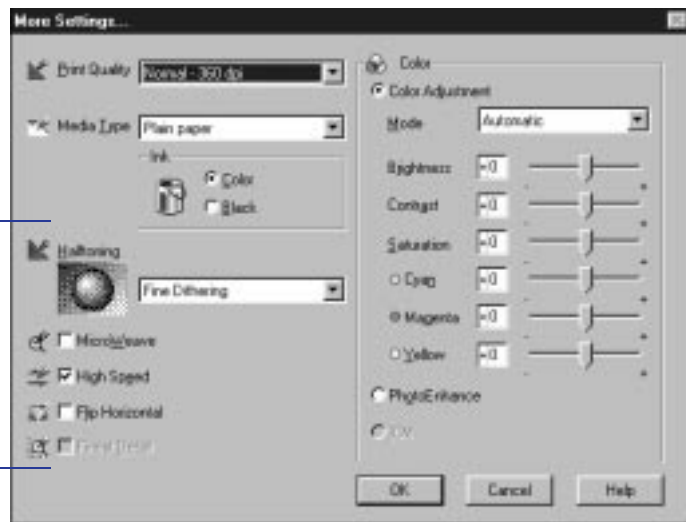 More Settings...
Print Quality
Normal - 360 dpi
Media Type
Plain paper
Ink
Color
Black
Halftoning
Fine Dithering
MicroWeave
High Speed
Flip Horizontal
Finest Detail
Color
Color Adjustment
Mode
Automatic
Brightness
+0
-
+
Contrast
+0
-
+
Saturation
+0
-
+
Cyan
+0
-
+
Magenta
+0
-
+
Yellow
+0
-
+
PhotoEnhance
OK
Cancel
Help